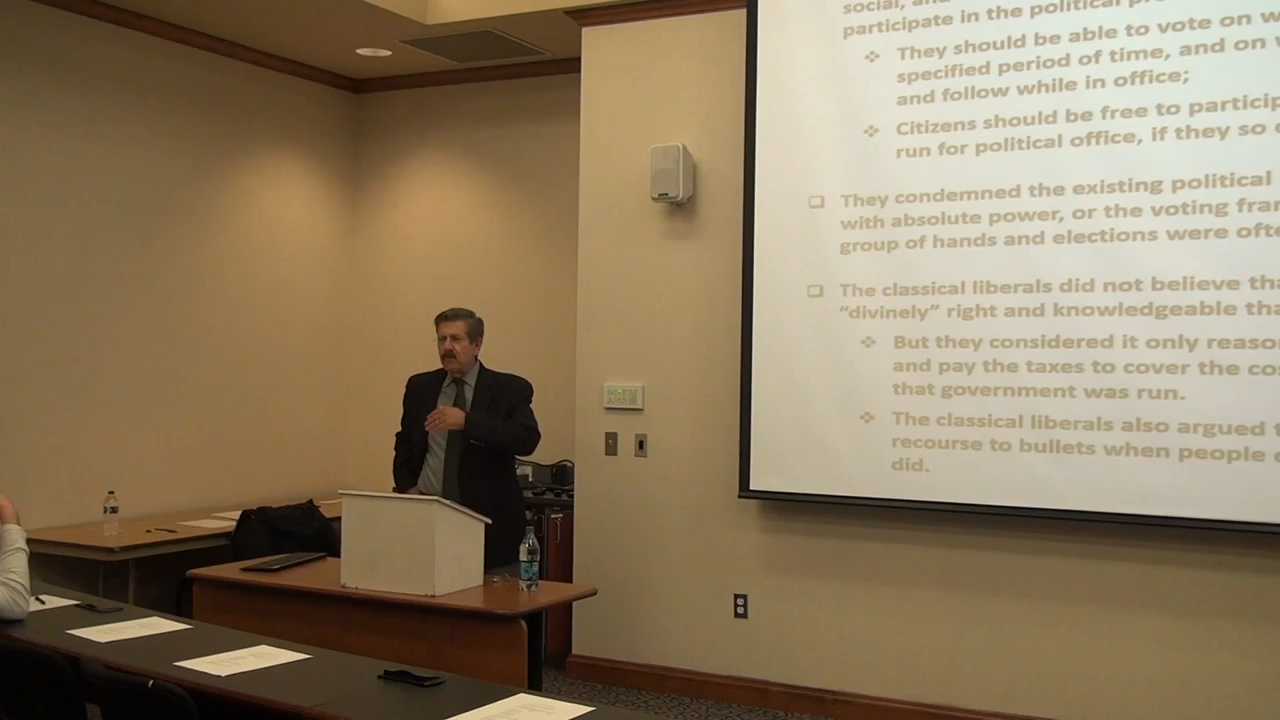 social, and
participate in the political
They should be able to vote on
specified period of time, and on
and follow while in office;
Citizens should be free to
run for political office, if they so
They condemned the existing political
with absolute power, or the voting
group of hands and elections were
The classical liberals did not believe
"divinely" right and knowledgeable
But they considered it only
and pay the taxes to cover the
that government was run.
The classical liberals also argued
recourse to bullets when people
did.